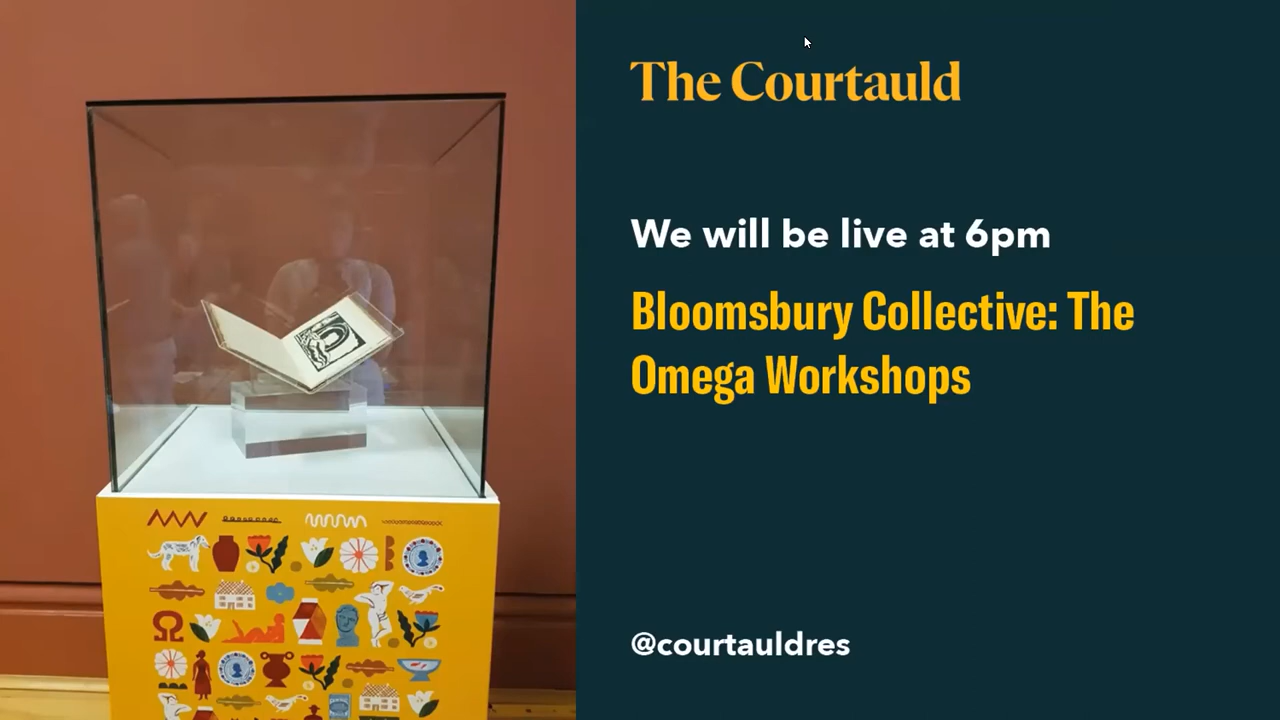 The Courtauld
We will be live at 6pm
Bloomsbury Collective: The
Omega Workshops
@courtauldres